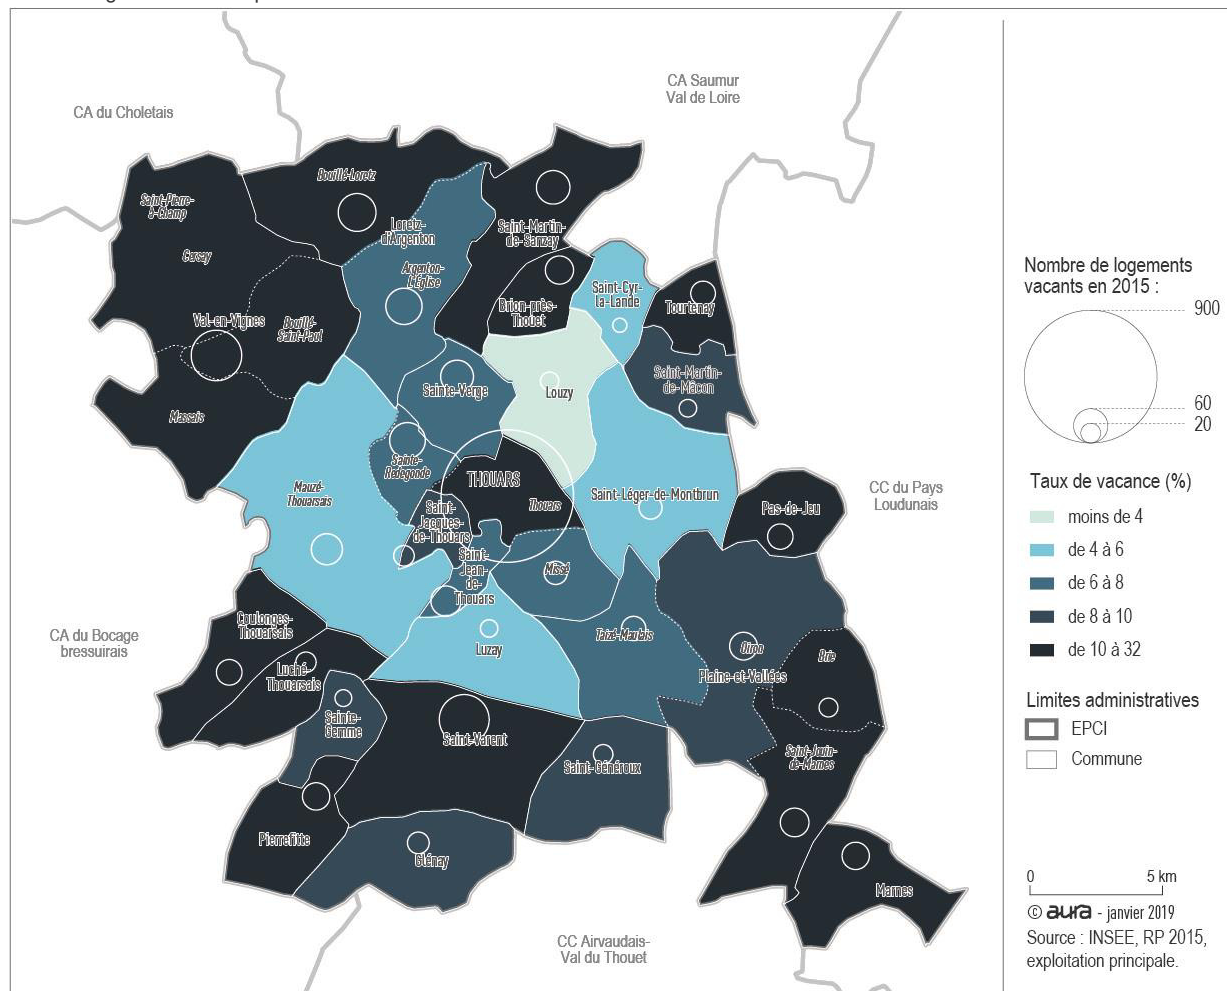 CA Saumur
Val de Loire
CA du Choletais
Bouillé-Loretz
Saint-Pierre-
à-Champ
Loretz-
d'Argenton
Saint-Martin-
de-Sanzay
Cersay
Argenton-
l'Église
Saint-Cyr-
la-Lande
Brion-près-
Thouet
Tourtenay
Val-en-Vignes
Bouillé-
Saint-Paul
Saint-Martin-
de-Mâcon
Sainte-Verge
Louzy
Massais
Sainte-
Radegonde
THOUARS
Thouars
Mauzé-
Thouarsais
Saint-Léger-de-Montbrun
CC du Pays
Loudunais
Pas-de-Jeu
Saint-
Jacques-
de-Thouars
Saint-
Jean-
de-
Thouars
Missé
Coulonges-
Thouarsais
CA du Bocage
bressuirais
Taizé-Maulais
Luzay
Oiron
Plaine-et-Vallées
Brie
Luché-
Thouarsais
Sainte-
Gemme
Saint-Varent
Saint-Jouin-
de-Marnes
Saint-Généroux
Pierrefitte
Glénay
Marnes
CC Airvaudais-
Val du Thouet
Nombre de logements
vacants en 2015 :
900
60
20
Taux de vacance (%)
moins de 4
de 4 à 6
de 6 à 8
de 8 à 10
de 10 à 32
Limites administratives
EPCI
Commune
0 5 km
© aura - janvier 2019
Source : INSEE, RP 2015,
exploitation principale.